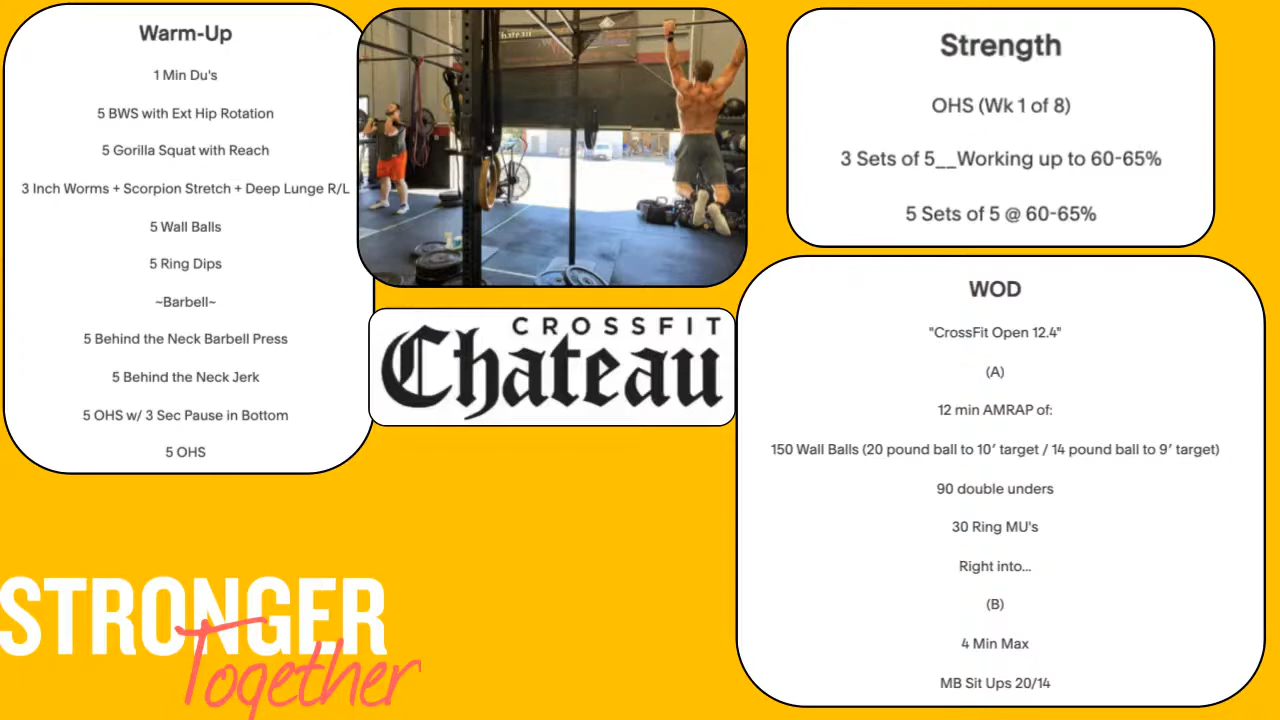 Warm-Up
1 Min Du's
5 BWS with Ext Hip Rotation
5 Gorilla Squat with Reach
3 Inch Worms + Scorpion Stretch + Deep Lunge R/L
5 Wall Balls
5 Ring Dips
~Barbell~
5 Behind the Neck Barbell Press
5 Behind the Neck Jerk
5 OHS w/ 3 Sec Pause in Bottom
5 OHS
Chateau
CROSSFIT
Chateau
Strength
OHS (Wk 1 of 8)
3 Sets of 5__Working up to 60-65%
5 Sets of 5 @ 60-65%
WOD
"CrossFit Open 12.4"
(A)
12 min AMRAP of:
150 Wall Balls (20 pound ball to 10′ target / 14 pound ball to 9′ target)
90 double unders
30 Ring MU's
Right into...
(B)
4 Min Max
MB Sit Ups 20/14
STRONGER
Together